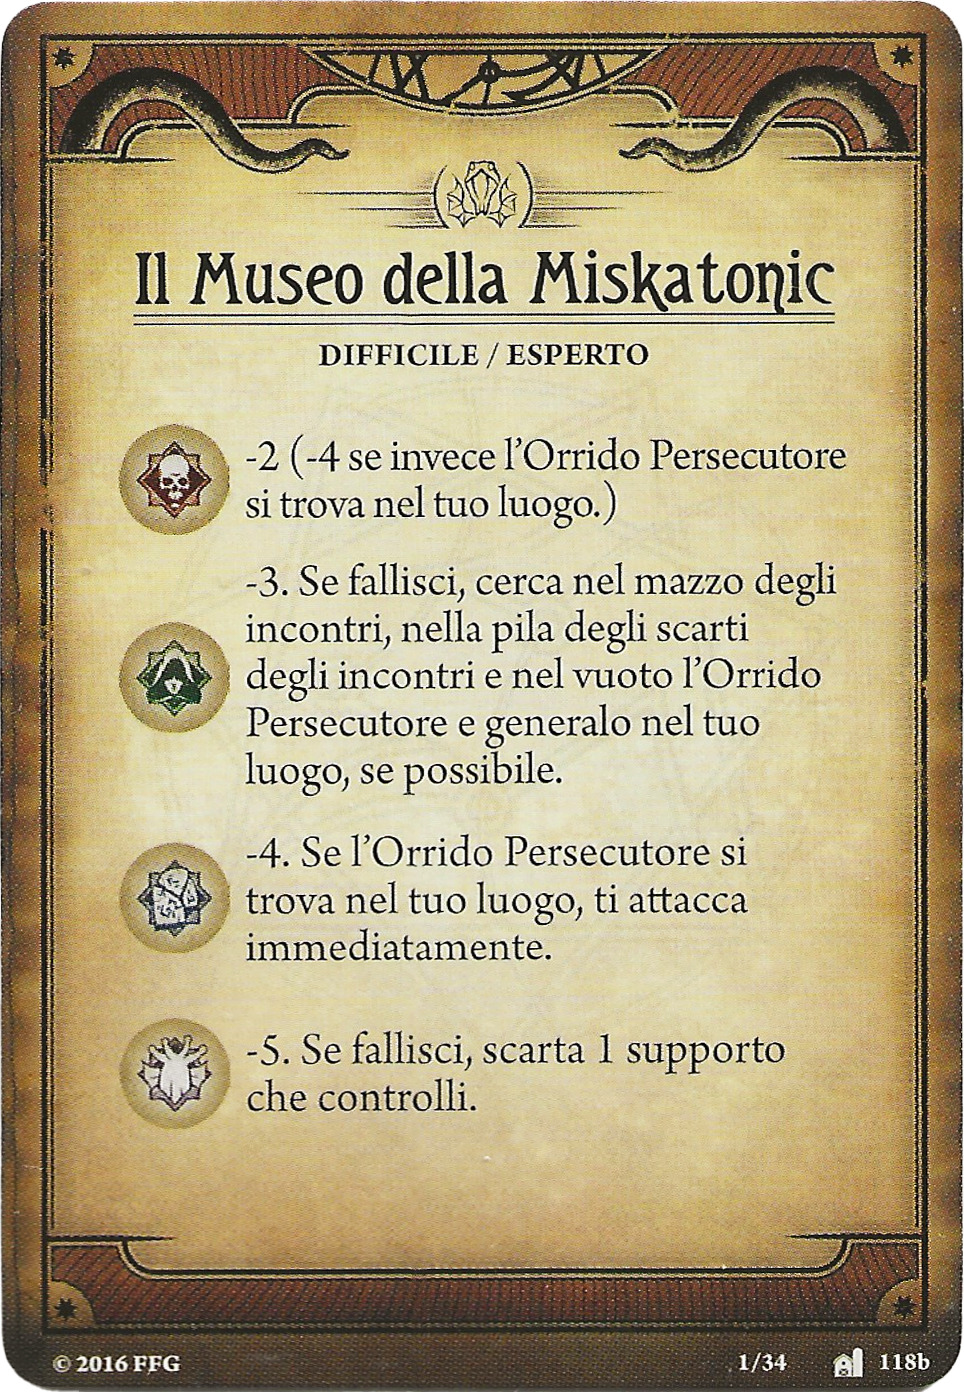 Il Museo della Miskatonic
DIFFICILE / ESPERTO
-2 (-4 se invece l'Orrido Persecutore
si trova nel tuo luogo.)
-3. Se fallisci, cerca nel mazzo degli
incontri, nella pila degli scarti
degli incontri e nel vuoto l'Orrido
Persecutore e generalo nel tuo
luogo, se possibile.
-4. Se l'Orrido Persecutore si
trova nel tuo luogo, ti attacca
immediatamente.
-5. Se fallisci, scarta 1 supporto
che controlli.
© 2016 FFG 1/34 118b